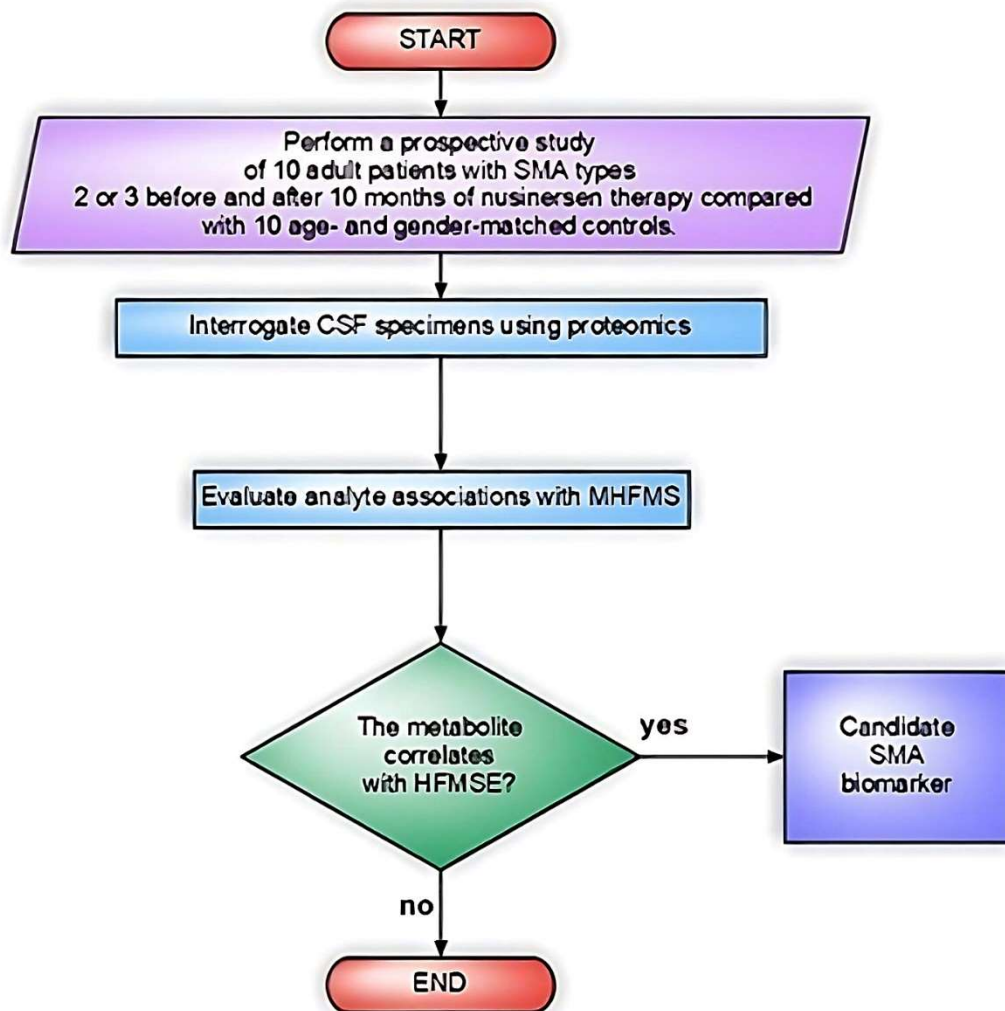 START
Perform a prospective study
of 10 adult patients with SMA types
2 or 3 before and after 10 months of nusinersen therapy compared
with 10 age- and gender-matched controls.
Interrogate CSF specimens using proteomics
Evaluate analyte associations with MHFMS
The metabolite
correlates
with HFMSE?
yes
Candidate
SMA
biomarker
no
END